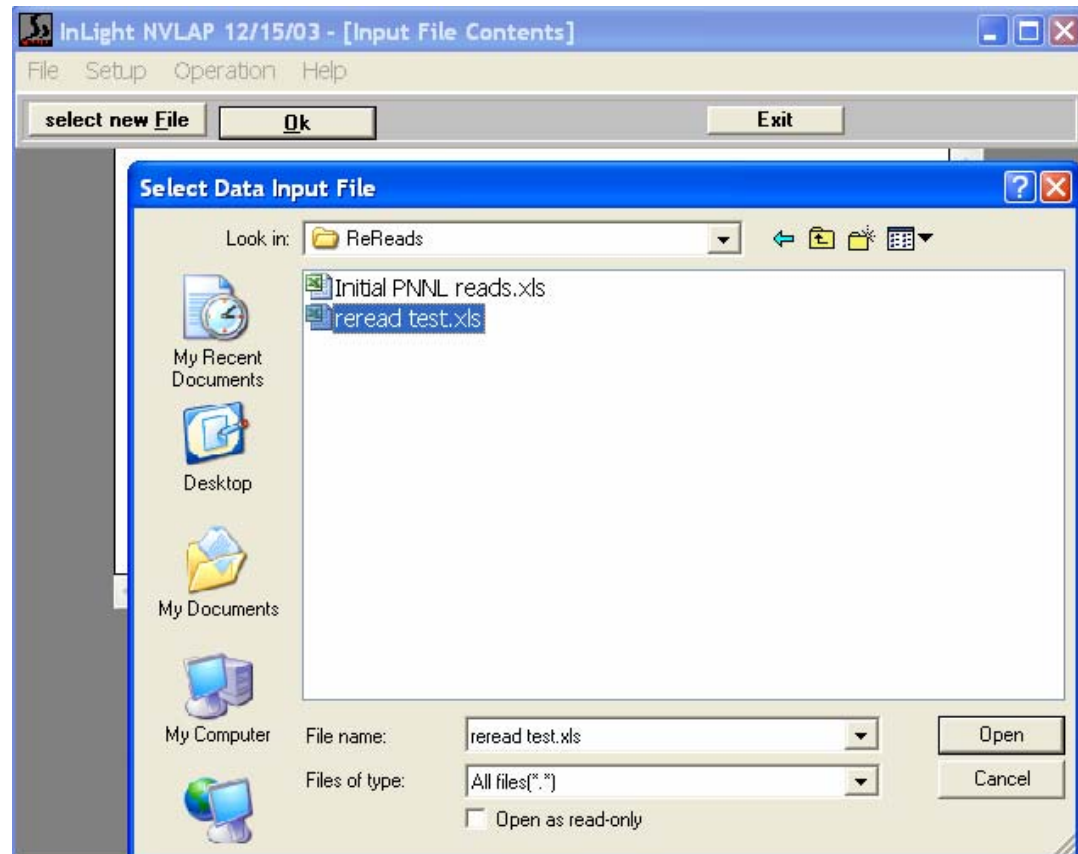 InLight NVLAP 12/15/03 - [Input File Contents]
File Setup Operation Help
select new File Ok Exit
Select Data Input File
Look in: ReReads
Initial PNNL reads.xls
reread test.xls
My Recent
Documents
Desktop
My Documents
My Computer
File name: reread test.xls Open
Files of type: All files(*.*) Cancel
Open as read-only